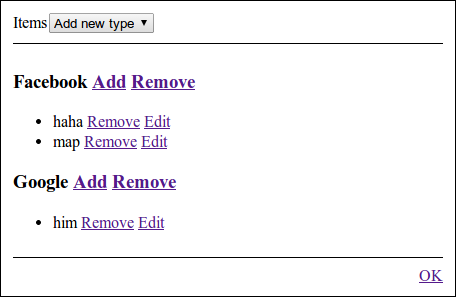 Items Add new type
Facebook Add Remove
haha Remove Edit
map Remove Edit
Google Add Remove
him Remove Edit
OK